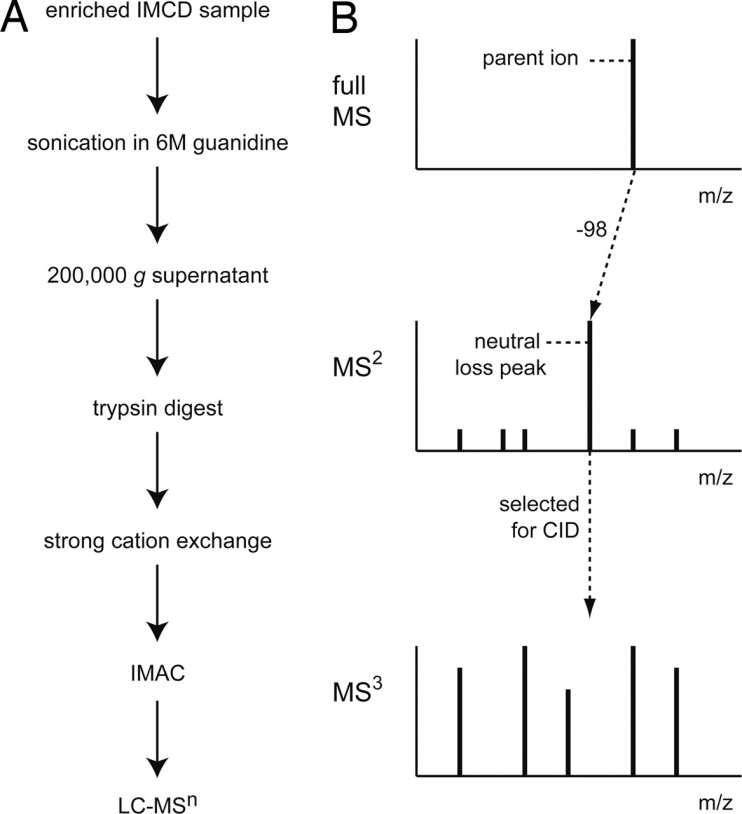 A
enriched IMCD sample
sonication in 6M guanidine
200,000 g supernatant
trypsin digest
strong cation exchange
IMAC
LC-MSⁿ
B
full
MS
parent ion
m/z
-98
MS²
neutral
loss peak
m/z
selected
for CID
MS³
m/z